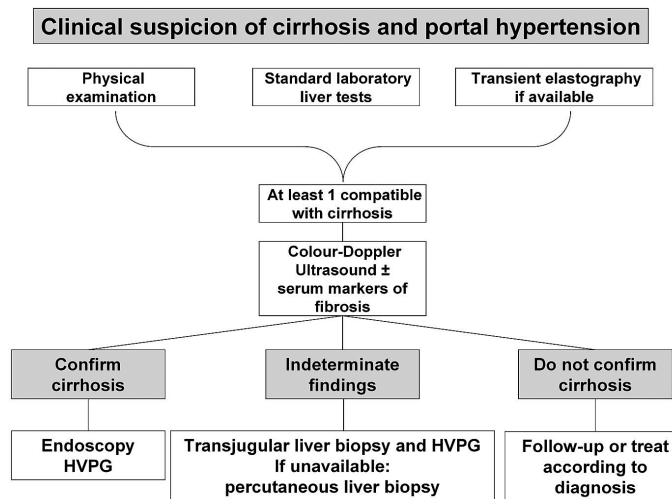 Clinical suspicion of cirrhosis and portal hypertension
Physical
examination
Standard laboratory
liver tests
Transient elastography
if available
At least 1 compatible
with cirrhosis
Colour-Doppler
Ultrasound ±
serum markers of
fibrosis
Confirm
cirrhosis
Indeterminate
findings
Do not confirm
cirrhosis
Endoscopy
HVPG
Transjugular liver biopsy and HVPG
If unavailable:
percutaneous liver biopsy
Follow-up or treat
according to
diagnosis